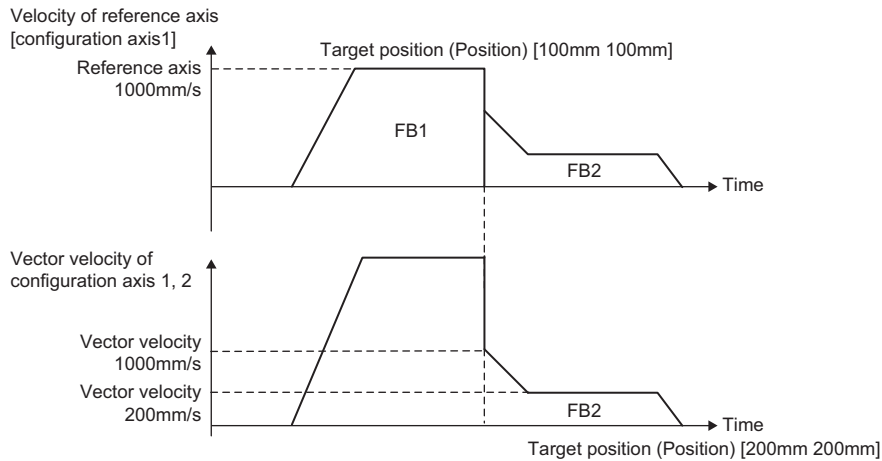 Velocity of reference axis
[configuration axis1]
Target position (Position) [100mm 100mm]
Reference axis
1000mm/s
FB1
FB2
Time
Vector velocity of
configuration axis 1, 2
Vector velocity
1000mm/s
Vector velocity
200mm/s
FB2
Time
Target position (Position) [200mm 200mm]